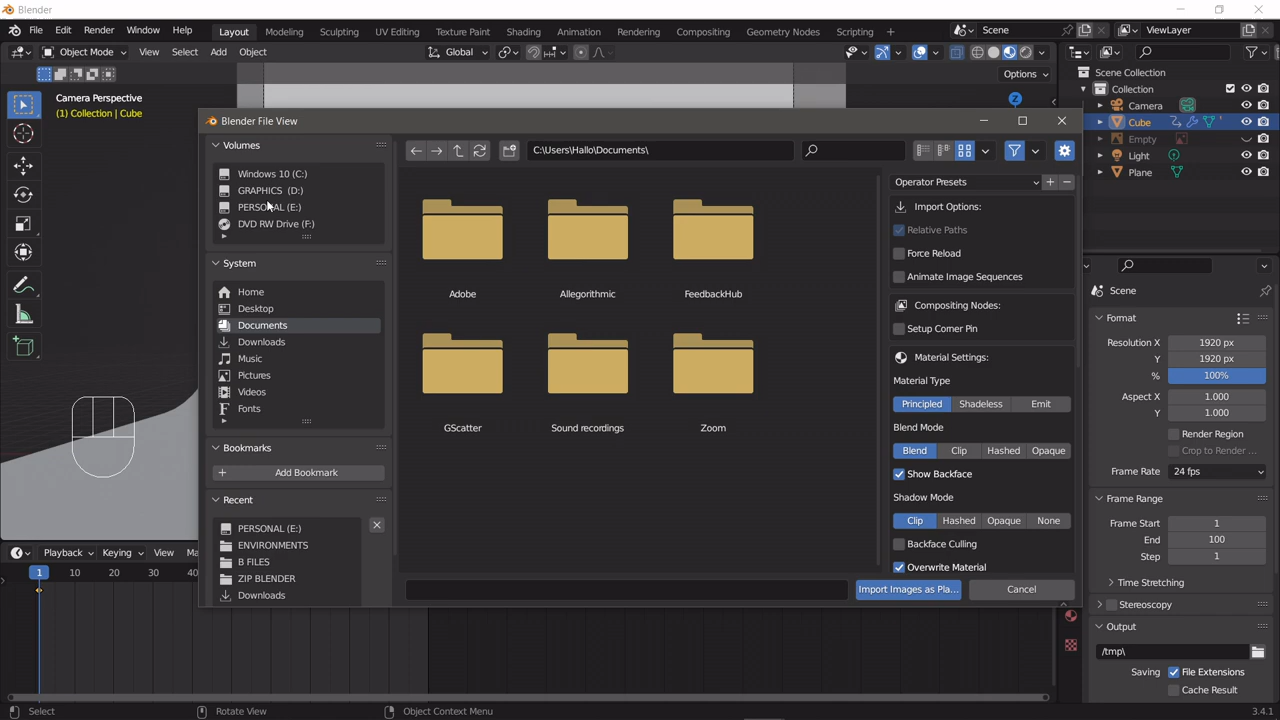 Blender
File Edit Render Window Help Layout Modeling Sculpting UV Editing Texture Paint Shading Animation Rendering Compositing Geometry Nodes Scripting + Scene ViewLayer
Object Mode View Select Add Object Global
Options
Camera Perspective
(1) Collection | Cube
Scene Collection
Collection
Camera
Cube
Empty
Light
Plane
Blender File View
Volumes
Windows 10 (C:)
GRAPHICS (D:)
PERSONAL (E:)
DVD RW Drive (F:)
System
Home
Desktop
Documents
Downloads
Music
Pictures
Videos
Fonts
Bookmarks
Add Bookmark
Recent
PERSONAL (E:)
ENVIRONMENTS
B FILES
ZIP BLENDER
Downloads
C:\Users\Hallo\Documents\
Adobe Allegorithmic FeedbackHub
GScatter Sound recordings Zoom
Operator Presets
Import Options:
Relative Paths
Force Reload
Animate Image Sequences
Compositing Nodes:
Setup Corner Pin
Material Settings:
Material Type
Principled Shadeless Emit
Blend Mode
Blend Clip Hashed Opaque
Show Backface
Shadow Mode
Clip Hashed Opaque None
Backface Culling
Overwrite Material
Import Images as Pla... Cancel
Scene
Format
Resolution X 1920 px
Y 1920 px
% 100%
Aspect X 1.000
Y 1.000
Render Region
Crop to Render ...
Frame Rate 24 fps
Frame Range
Frame Start 1
End 100
Step 1
Time Stretching
Stereoscopy
Output
/tmp\
Saving File Extensions
Cache Result
Playback Keying View Ma
1 10 20 30 40
Select Rotate View Object Context Menu 3.4.1